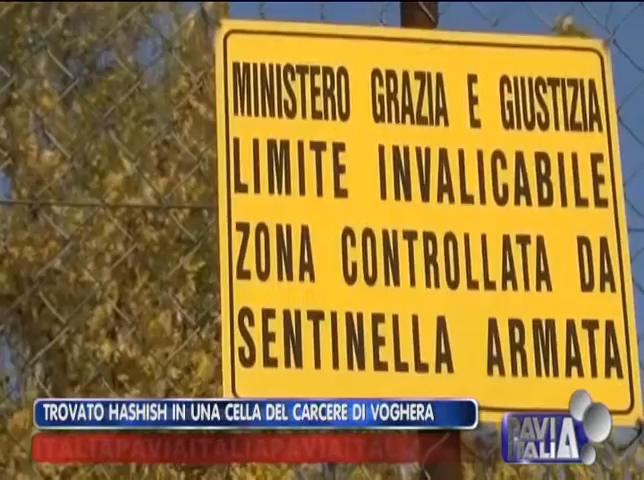 MINISTERO GRAZIA E GIUSTIZIA
LIMITE INVALICABILE
ZONA CONTROLLATA DA
SENTINELLA ARMATA
TROVATO HASHISH IN UNA CELLA DEL CARCERE DI VOGHERA
PAVIA
ITALIA